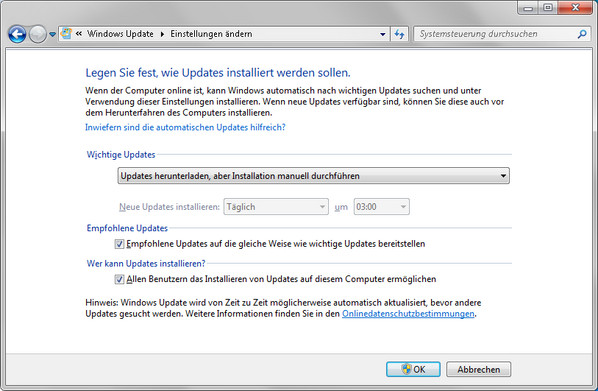 « Windows Update ▸ Einstellungen ändern
Systemsteuerung durchsuchen
Legen Sie fest, wie Updates installiert werden sollen.
Wenn der Computer online ist, kann Windows automatisch nach wichtigen Updates suchen und unter
Verwendung dieser Einstellungen installieren. Wenn neue Updates verfügbar sind, können Sie diese auch vor
dem Herunterfahren des Computers installieren.
Inwiefern sind die automatischen Updates hilfreich?
Wichtige Updates
Updates herunterladen, aber Installation manuell durchführen
Neue Updates installieren: Täglich um 03:00
Empfohlene Updates
Empfohlene Updates auf die gleiche Weise wie wichtige Updates bereitstellen
Wer kann Updates installieren?
Allen Benutzern das Installieren von Updates auf diesem Computer ermöglichen
Hinweis: Windows Update wird von Zeit zu Zeit möglicherweise automatisch aktualisiert, bevor andere
Updates gesucht werden. Weitere Informationen finden Sie in den Onlinedatenschutzbestimmungen.
OK
Abbrechen